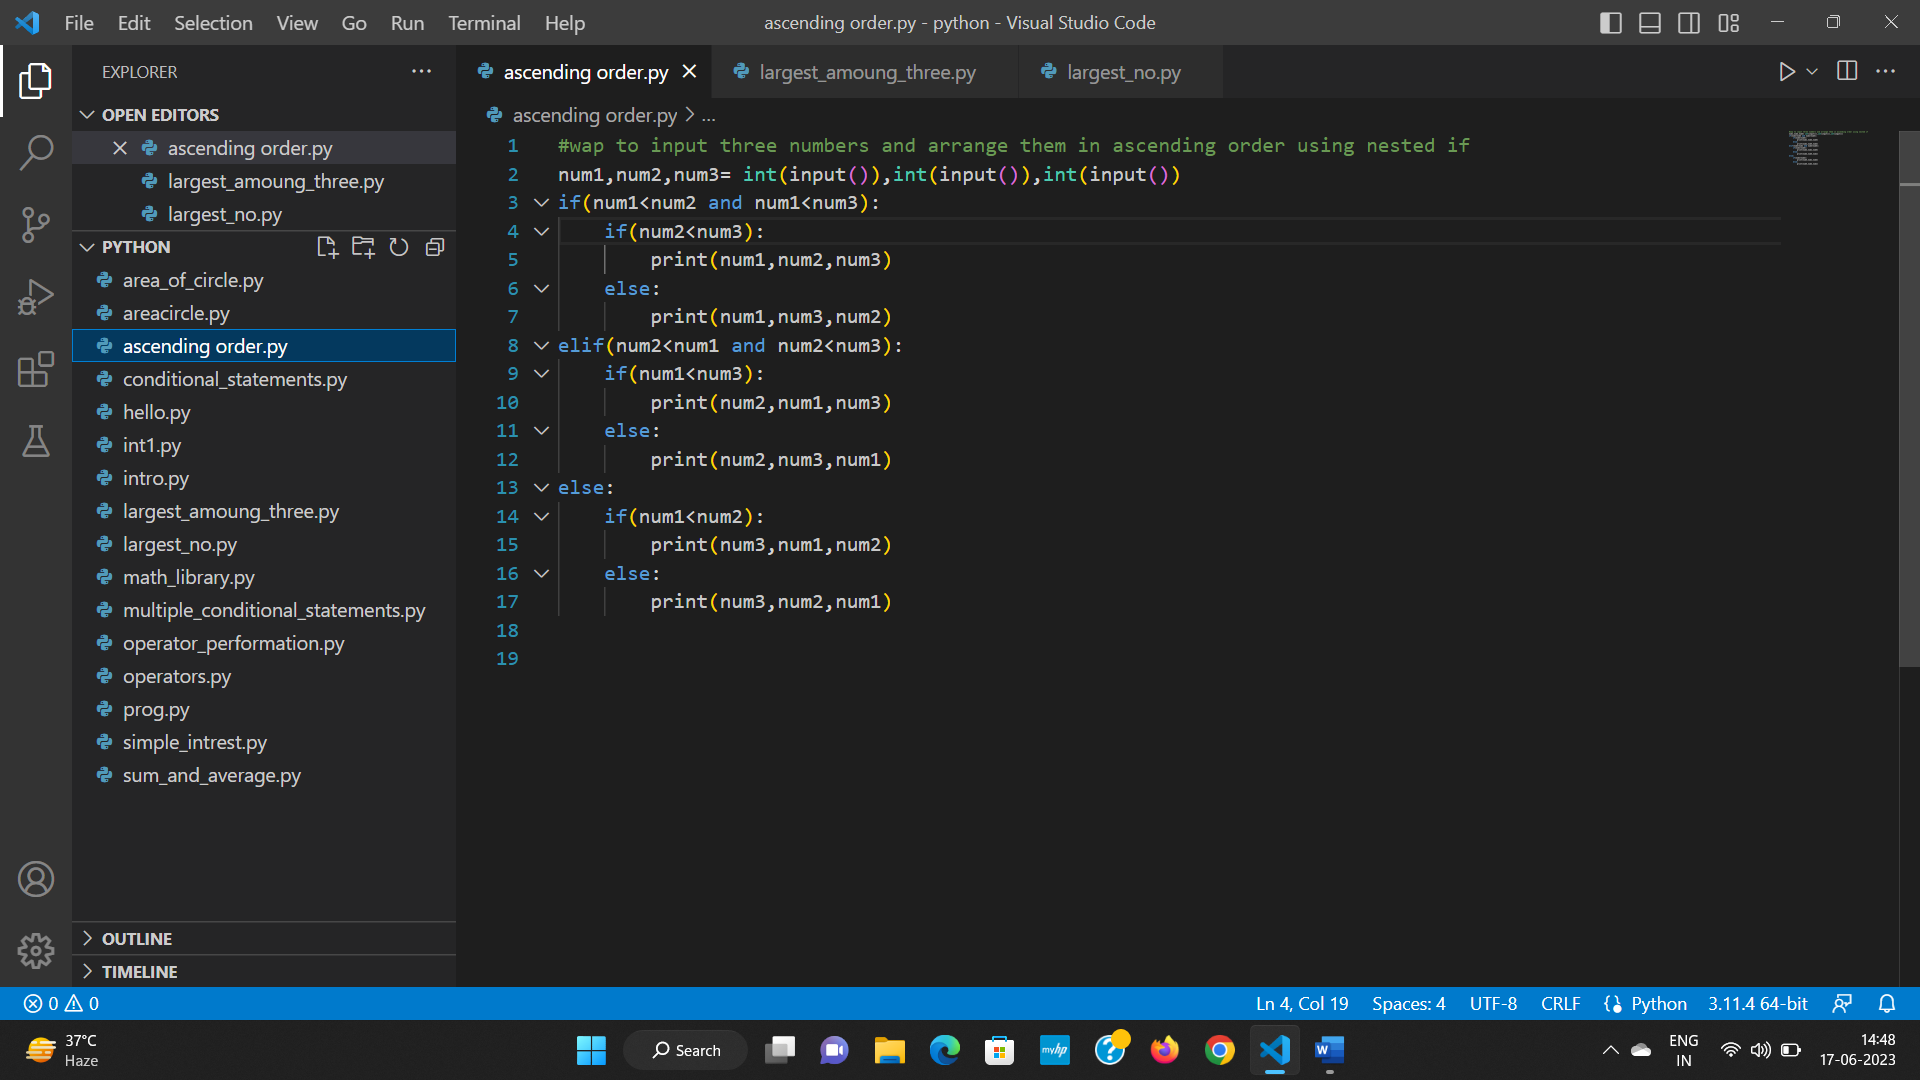 File Edit Selection View Go Run Terminal Help
ascending order.py - python - Visual Studio Code
EXPLORER
OPEN EDITORS
ascending order.py
largest_amoung_three.py
largest_no.py
PYTHON
area_of_circle.py
areacircle.py
ascending order.py
conditional_statements.py
hello.py
int1.py
intro.py
largest_amoung_three.py
largest_no.py
math_library.py
multiple_conditional_statements.py
operator_performation.py
operators.py
prog.py
simple_intrest.py
sum_and_average.py
OUTLINE
TIMELINE
ascending order.py largest_amoung_three.py largest_no.py
ascending order.py > ...
1 #wap to input three numbers and arrange them in ascending order using nested if
2 num1,num2,num3= int(input()),int(input()),int(input())
3 if(num1<num2 and num1<num3):
4     if(num2<num3):
5         print(num1,num2,num3)
6     else:
7         print(num1,num3,num2)
8 elif(num2<num1 and num2<num3):
9     if(num1<num3):
10         print(num2,num1,num3)
11     else:
12         print(num2,num3,num1)
13 else:
14     if(num1<num2):
15         print(num3,num1,num2)
16     else:
17         print(num3,num2,num1)
18
19
0 0
Ln 4, Col 19 Spaces: 4 UTF-8 CRLF Python 3.11.4 64-bit
37°C
Haze
Search
myhp
W
ENG
IN
14:48
17-06-2023